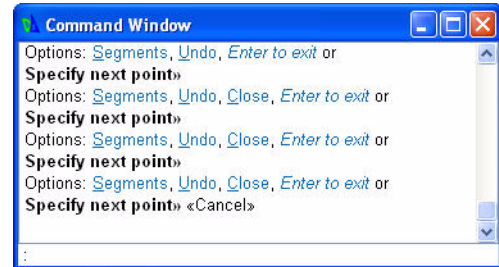 Command Window
Options: Segments, Undo, Enter to exit or
Specify next point»
Options: Segments, Undo, Close, Enter to exit or
Specify next point»
Options: Segments, Undo, Close, Enter to exit or
Specify next point»
Options: Segments, Undo, Close, Enter to exit or
Specify next point» «Cancel»
: